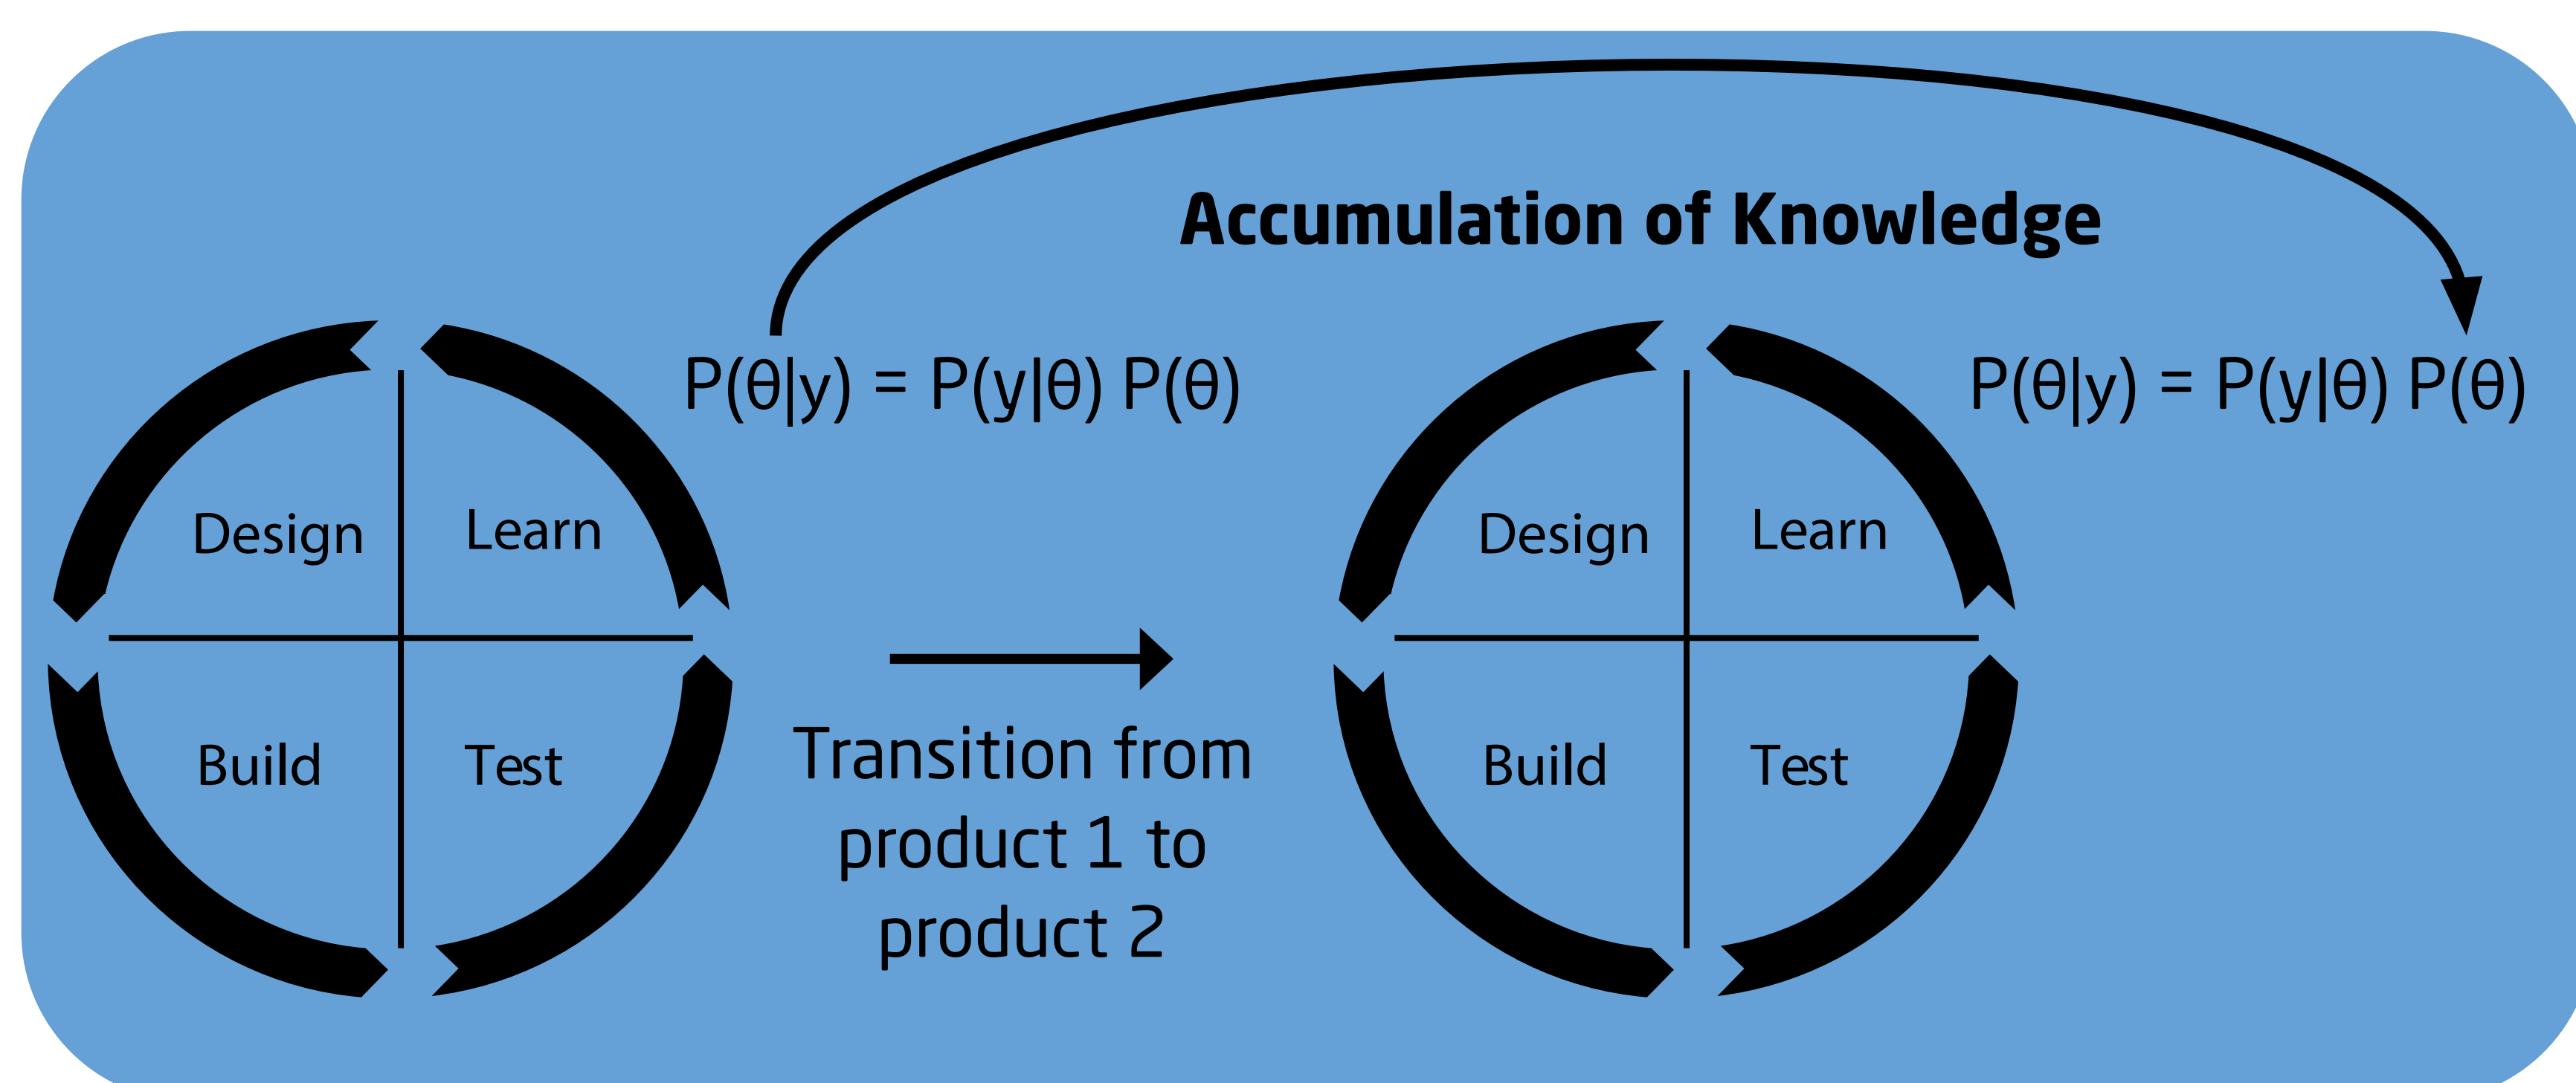 Accumulation of Knowledge
P(θ|y) = P(y|θ) P(θ)
P(θ|y) = P(y|θ) P(θ)
Design
Learn
Build
Test
Transition from
product 1 to
product 2
Design
Learn
Build
Test